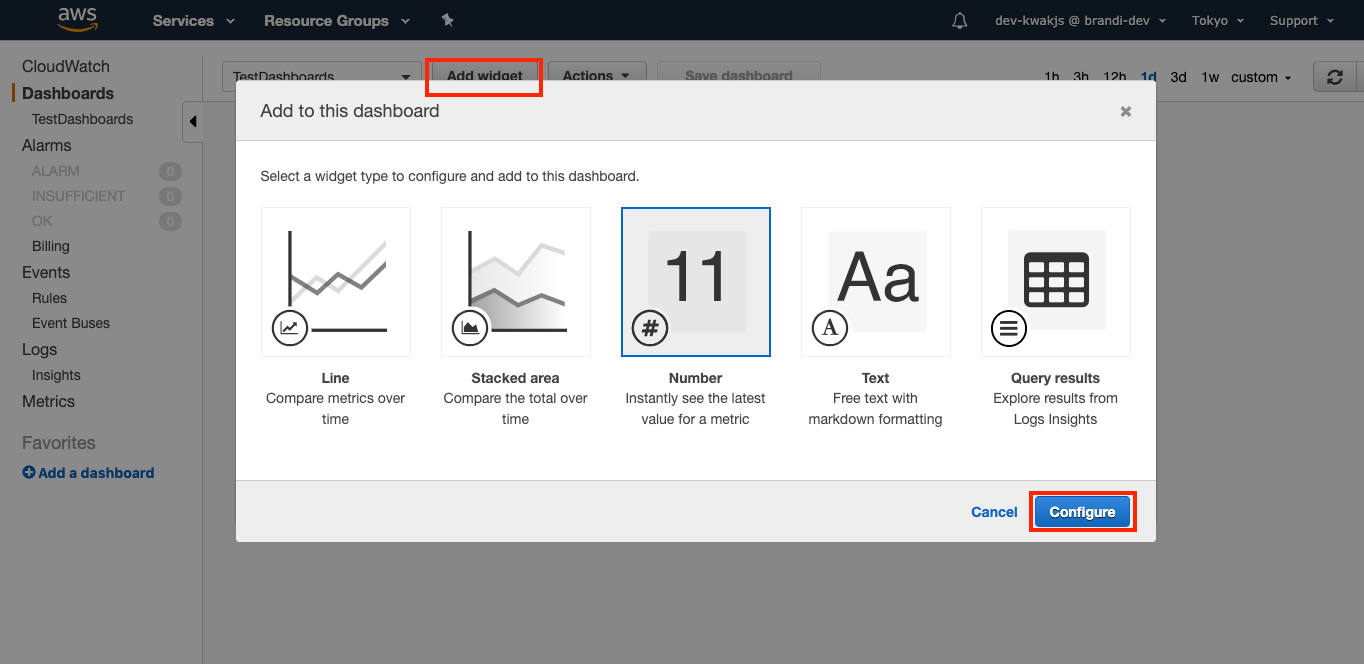 aws Services Resource Groups dev-kwakjs @ brandi-dev Tokyo Support
CloudWatch
Dashboards
TestDashboards
Alarms
ALARM 0
INSUFFICIENT 0
OK 0
Billing
Events
Rules
Event Buses
Logs
Insights
Metrics
Favorites
Add a dashboard
TestDashboards Add widget Actions Save dashboard 1h 3h 12h 1d 3d 1w custom
Add to this dashboard
Select a widget type to configure and add to this dashboard.
Line
Compare metrics over
time
Stacked area
Compare the total over
time
11
#
Number
Instantly see the latest
value for a metric
Aa
A
Text
Free text with
markdown formatting
Query results
Explore results from
Logs Insights
Cancel Configure